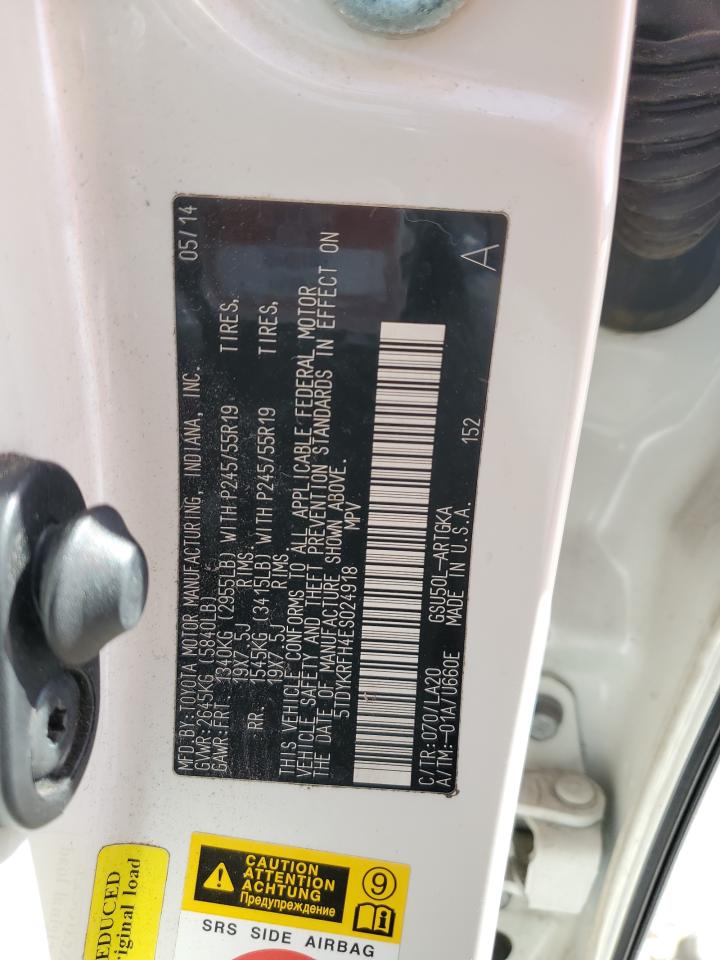 MFD.BY:TOYOTA MOTOR MANUFACTURING, INDIANA, INC. 05/14
GVWR:2645KG (5840LB)
GAWR:FRT 1340KG (2955LB) WITH P245/55R19 TIRES,
19X7.5J RIMS,
RR. 1545KG (3415LB) WITH P245/55R19 TIRES,
19X7.5J RIMS.
THIS VEHICLE CONFORMS TO ALL APPLICABLE FEDERAL MOTOR
VEHICLE SAFETY AND THEFT PREVENTION STANDARDS IN EFFECT ON
THE DATE OF MANUFACTURE SHOWN ABOVE.
5TDYKRFH4ES024918 MPV
C/TR:070/LA20 GSU50L-ARTGKA 152 A
A/TM:-01A/U660E MADE IN U.S.A.
EDUCED
riginal load
CAUTION
ATTENTION
ACHTUNG
Предупреждение
9
SRS SIDE AIRBAG